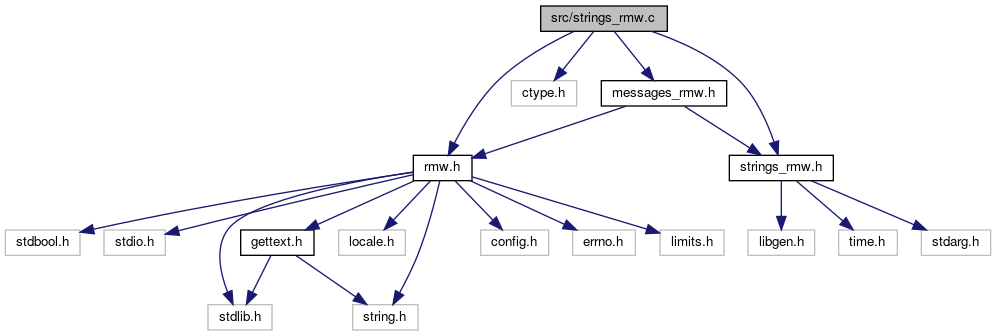 src/strings_rmw.c
ctype.h
messages_rmw.h
rmw.h
strings_rmw.h
stdbool.h
stdio.h
gettext.h
locale.h
config.h
errno.h
limits.h
libgen.h
time.h
stdarg.h
stdlib.h
string.h